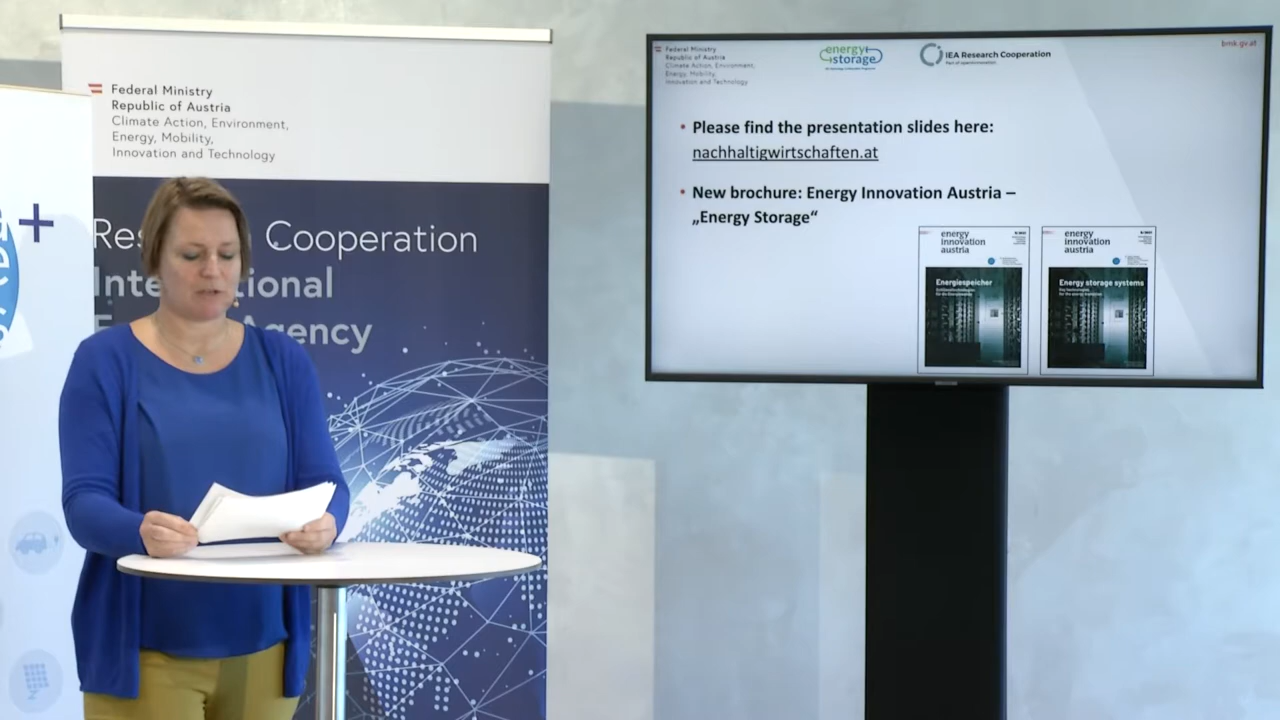 Federal Ministry
Republic of Austria
Climate Action, Environment,
Energy, Mobility,
Innovation and Technology
Cooperation
Agency
+
Federal Ministry
Republic of Austria
Climate Action, Environment,
Energy, Mobility,
Innovation and Technology
energy
storage
IEA Research Cooperation
bmk.gv.at
• Please find the presentation slides here:
nachhaltigwirtschaften.at
• New brochure: Energy Innovation Austria –
„Energy Storage“
energy
innovation
austria
Energiespeicher
energy
innovation
austria
Energy storage systems